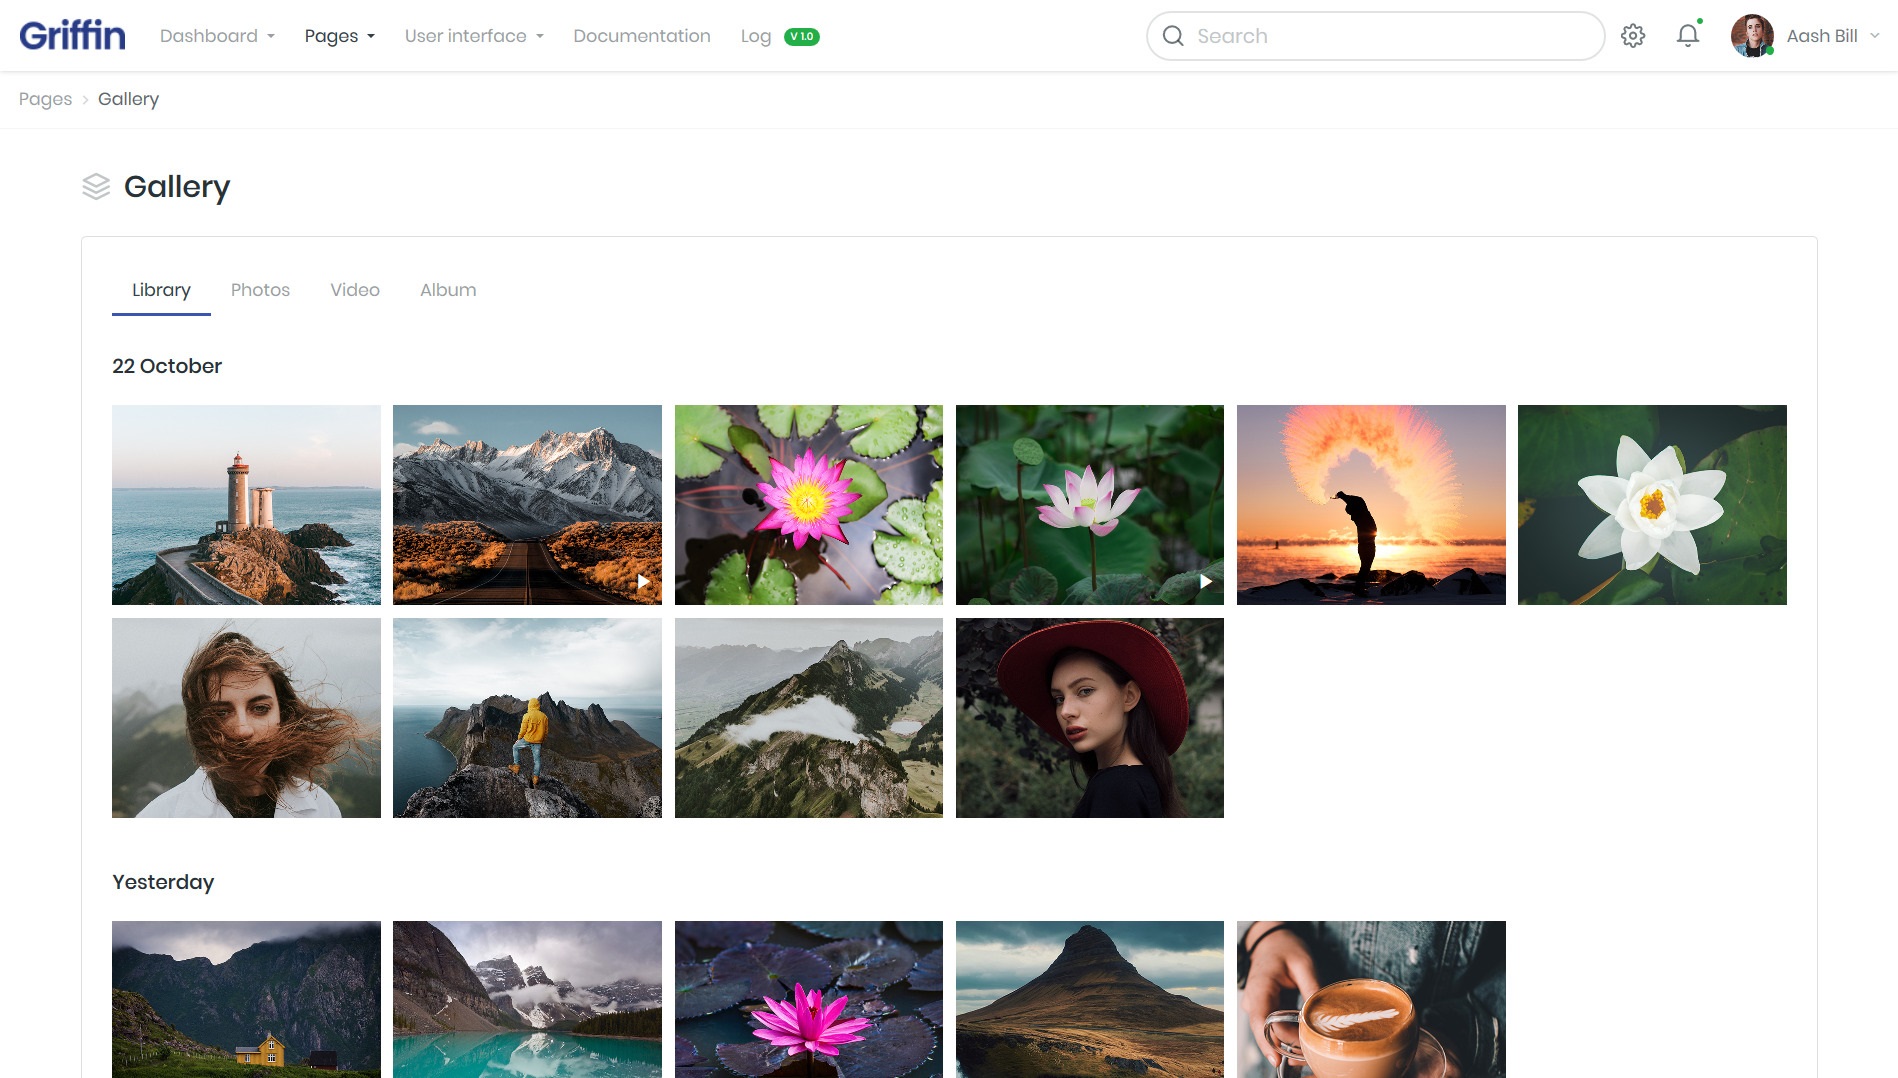 Griffin Dashboard Pages User interface Documentation Log V 1.0 Search Aash Bill
Pages > Gallery
Gallery
Library Photos Video Album
22 October
Yesterday